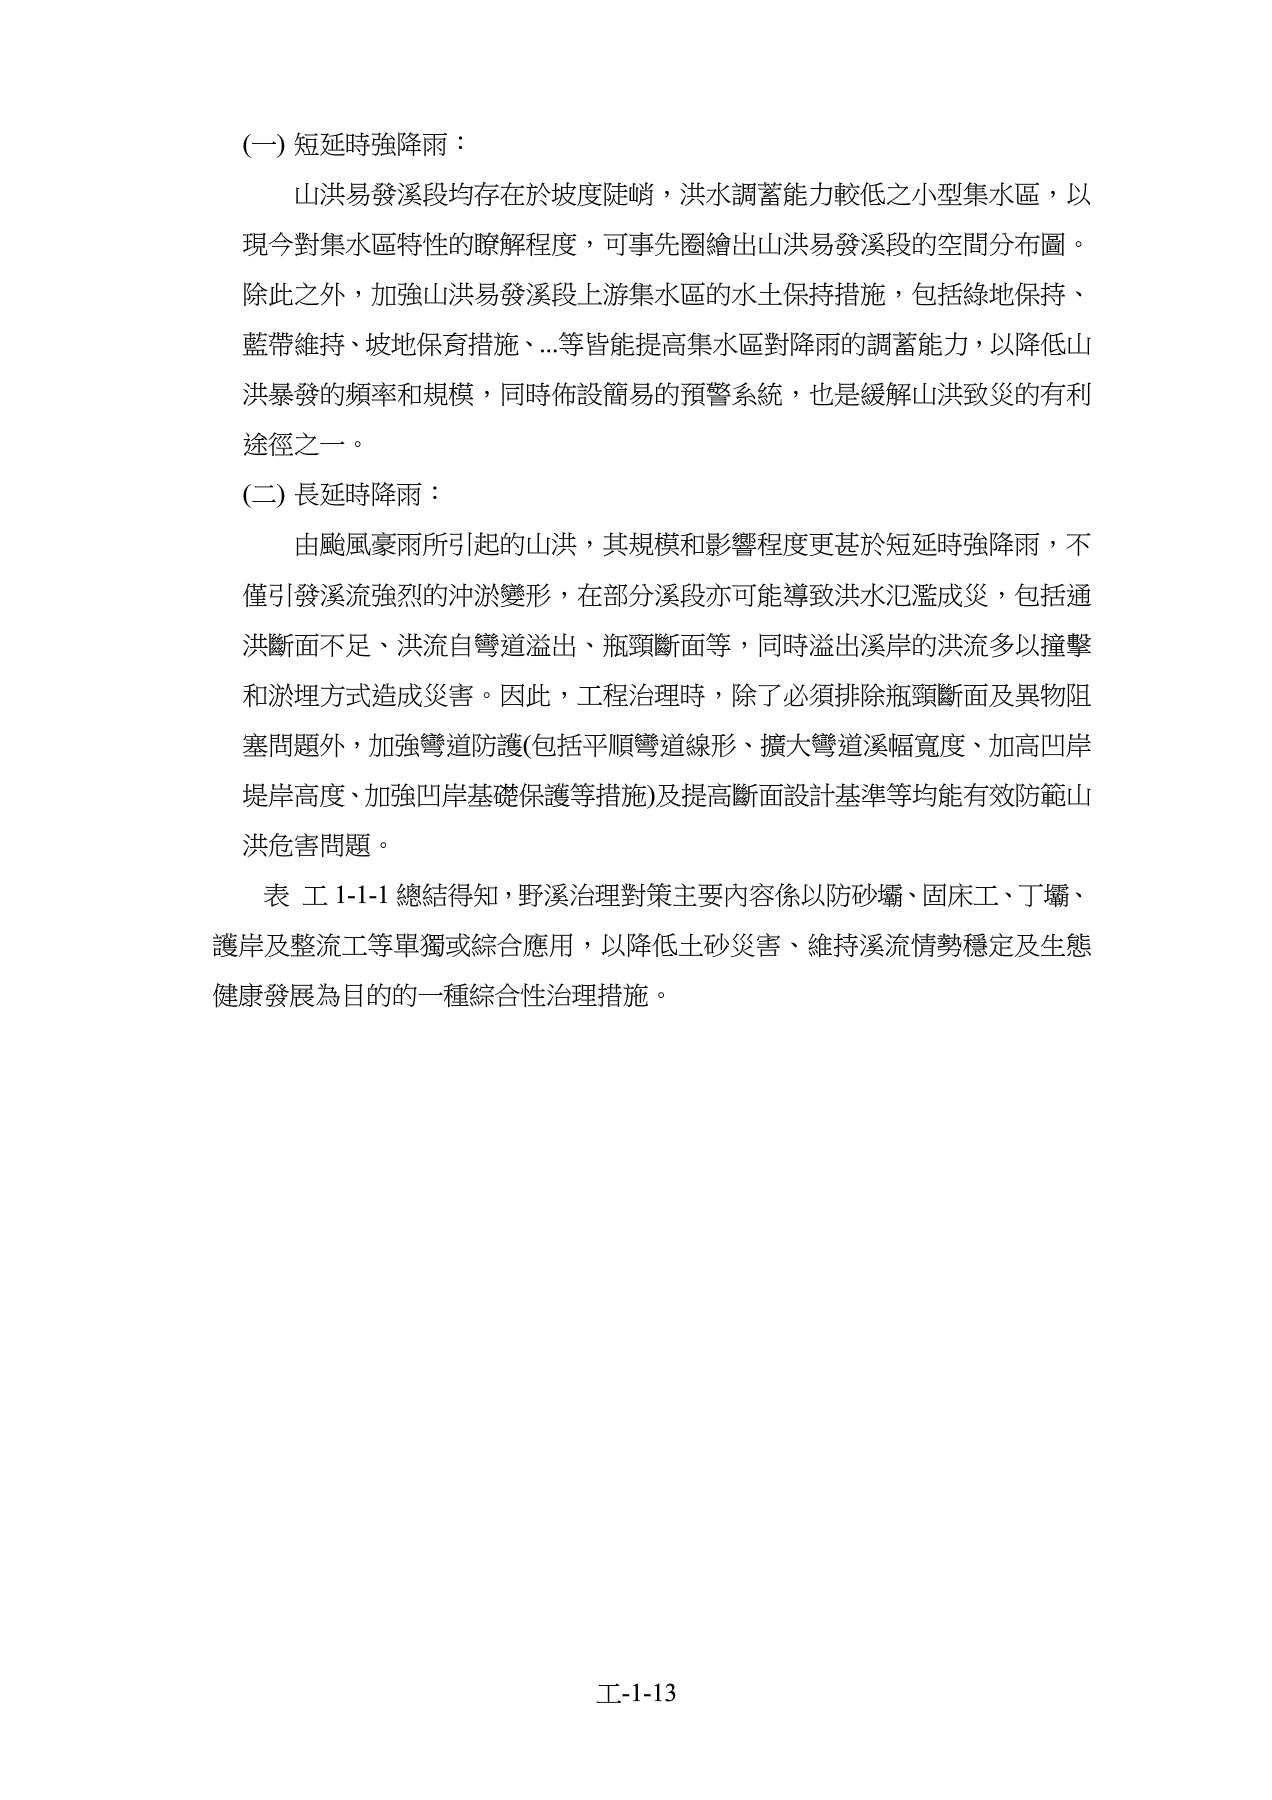 (一) 短延時強降雨：
山洪易發溪段均存在於坡度陡峭，洪水調蓄能力較低之小型集水區，以
現今對集水區特性的瞭解程度，可事先圈繪出山洪易發溪段的空間分布圖。
除此之外，加強山洪易發溪段上游集水區的水土保持措施，包括綠地保持、
藍帶維持、坡地保育措施、...等皆能提高集水區對降雨的調蓄能力，以降低山
洪暴發的頻率和規模，同時佈設簡易的預警系統，也是緩解山洪致災的有利
途徑之一。
(二) 長延時降雨：
由颱風豪雨所引起的山洪，其規模和影響程度更甚於短延時強降雨，不
僅引發溪流強烈的沖淤變形，在部分溪段亦可能導致洪水氾濫成災，包括通
洪斷面不足、洪流自彎道溢出、瓶頸斷面等，同時溢出溪岸的洪流多以撞擊
和淤埋方式造成災害。因此，工程治理時，除了必須排除瓶頸斷面及異物阻
塞問題外，加強彎道防護(包括平順彎道線形、擴大彎道溪幅寬度、加高凹岸
堤岸高度、加強凹岸基礎保護等措施)及提高斷面設計基準等均能有效防範山
洪危害問題。
表 工 1-1-1 總結得知，野溪治理對策主要內容係以防砂壩、固床工、丁壩、
護岸及整流工等單獨或綜合應用，以降低土砂災害、維持溪流情勢穩定及生態
健康發展為目的的一種綜合性治理措施。
工-1-13